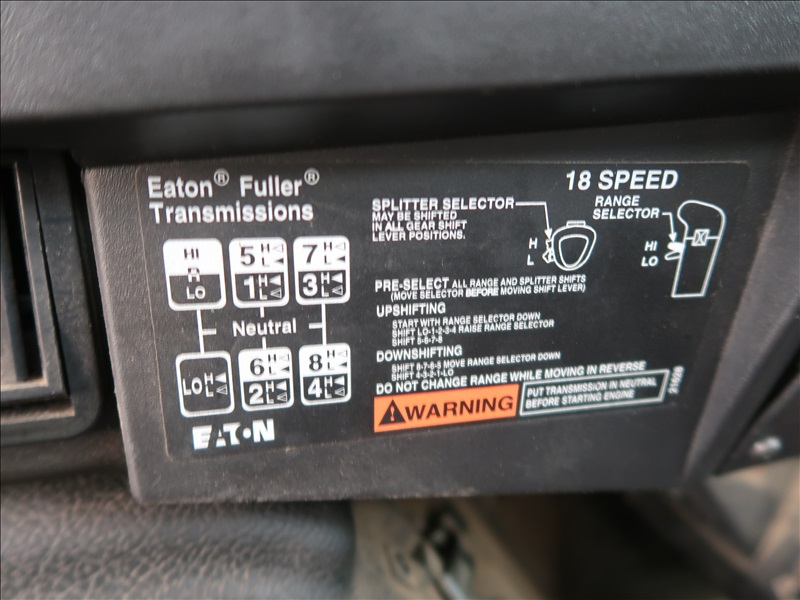 Eaton® Fuller®
Transmissions
18 SPEED
SPLITTER SELECTOR
MAY BE SHIFTED
IN ALL GEAR SHIFT
LEVER POSITIONS.
H
L
RANGE
SELECTOR
HI
LO
HI
R
LO
5 H L
1 H L
7 H L
3 H L
Neutral
LO H L
6 H L
2 H L
8 H L
4 H L
PRE-SELECT ALL RANGE AND SPLITTER SHIFTS
(MOVE SELECTOR BEFORE MOVING SHIFT LEVER)
UPSHIFTING
START WITH RANGE SELECTOR DOWN
SHIFT LO-1-2-3-4 RAISE RANGE SELECTOR
SHIFT 5-6-7-8
DOWNSHIFTING
SHIFT 8-7-6-5 MOVE RANGE SELECTOR DOWN
SHIFT 4-3-2-1-LO
DO NOT CHANGE RANGE WHILE MOVING IN REVERSE
WARNING
PUT TRANSMISSION IN NEUTRAL
BEFORE STARTING ENGINE
EATON